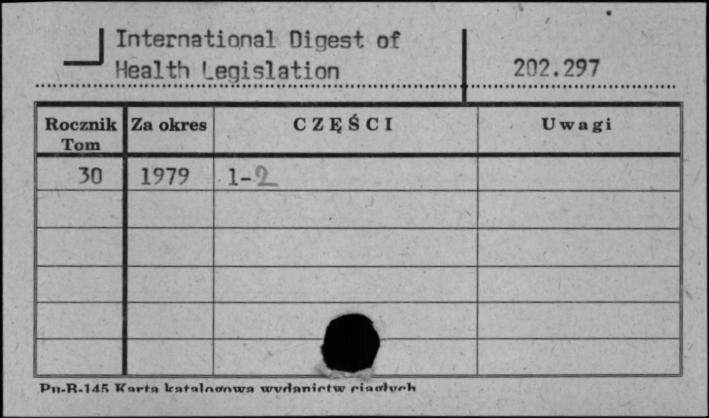 International Digest of
Health Legislation 202.297
Rocznik Tom Za okres CZĘŚCI Uwagi
30 1979 1-2
Pu-B-145 Karta katalogowa wydawnictw ciągłych